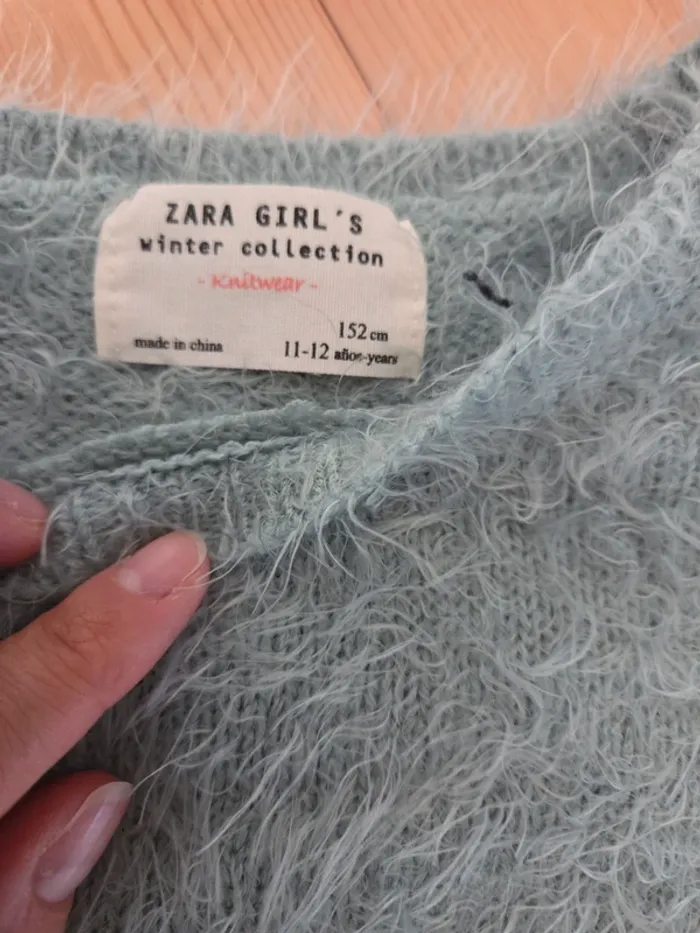 ZARA GIRL'S
winter collection
- Knitwear -
152 cm
made in china 11-12 años-years